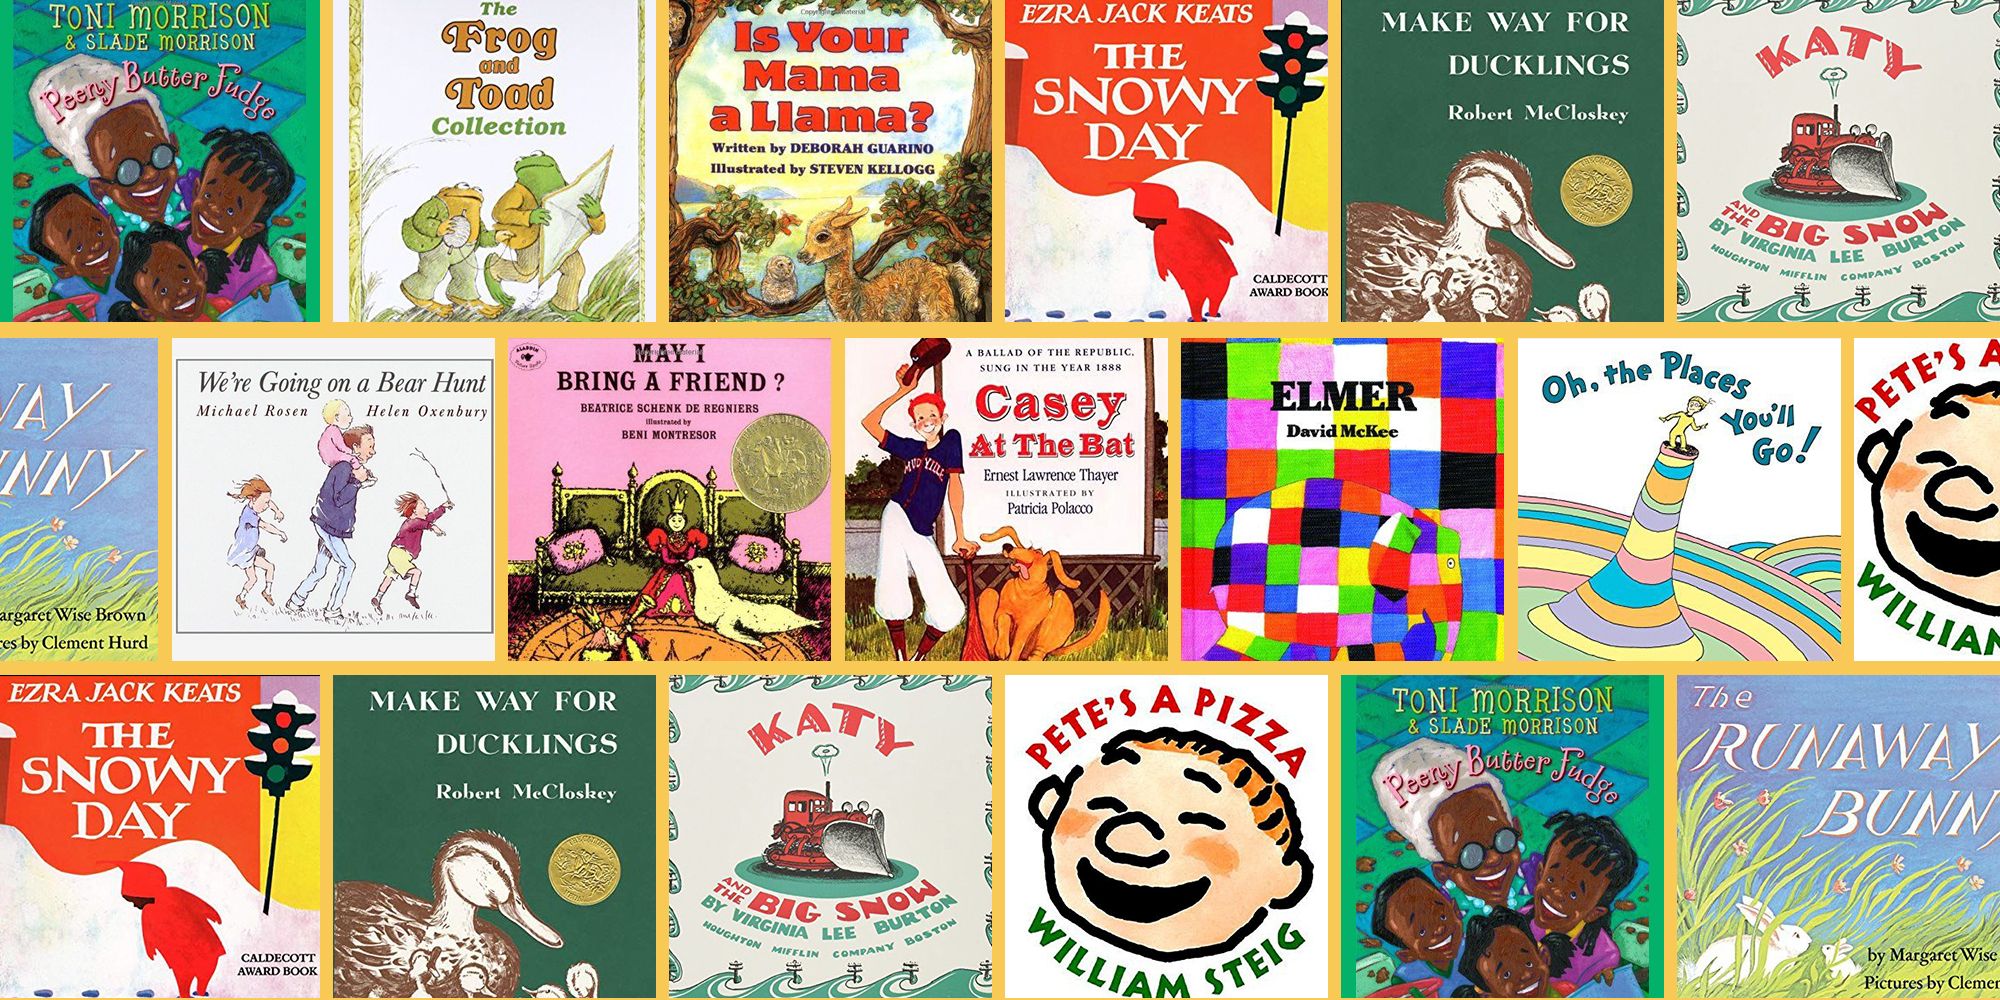 TONI MORRISON
& SLADE MORRISON
Peeny Butter Fudge
The
Frog
and
Toad
Collection
Copyrighted Material
Is Your
Mama
a Llama?
Written by DEBORAH GUARINO
Illustrated by STEVEN KELLOGG
EZRA JACK KEATS
THE
SNOWY
DAY
CALDECOTT
AWARD BOOK
MAKE WAY FOR
DUCKLINGS
Robert McCloskey
KATY
AND
THE BIG SNOW
BY VIRGINIA LEE BURTON
HOUGHTON MIFFLIN COMPANY BOSTON
WAY
NNY
argaret Wise Brown
res by Clement Hurd
We're Going on a Bear Hunt
Michael Rosen Helen Oxenbury
ALADDIN
MAY I
BRING A FRIEND ?
BEATRICE SCHENK DE REGNIERS
illustrated by
BENI MONTRESOR
A BALLAD OF THE REPUBLIC,
SUNG IN THE YEAR 1888
Casey
At The Bat
Ernest Lawrence Thayer
ILLUSTRATED BY
Patricia Polacco
MUDVILLE
ELMER
David McKee
Oh, the Places
You'll
Go!
PETE'S A
WILLIAM
EZRA JACK KEATS
THE
SNOWY
DAY
CALDECOTT
AWARD BOOK
MAKE WAY FOR
DUCKLINGS
Robert McCloskey
KATY
AND
THE BIG SNOW
BY VIRGINIA LEE BURTON
HOUGHTON MIFFLIN COMPANY BOSTON
PETE'S A PIZZA
WILLIAM STEIG
TONI MORRISON
& SLADE MORRISON
Peeny Butter Fudge
The
RUNAWAY
BUNN
by Margaret Wise
Pictures by Clemen